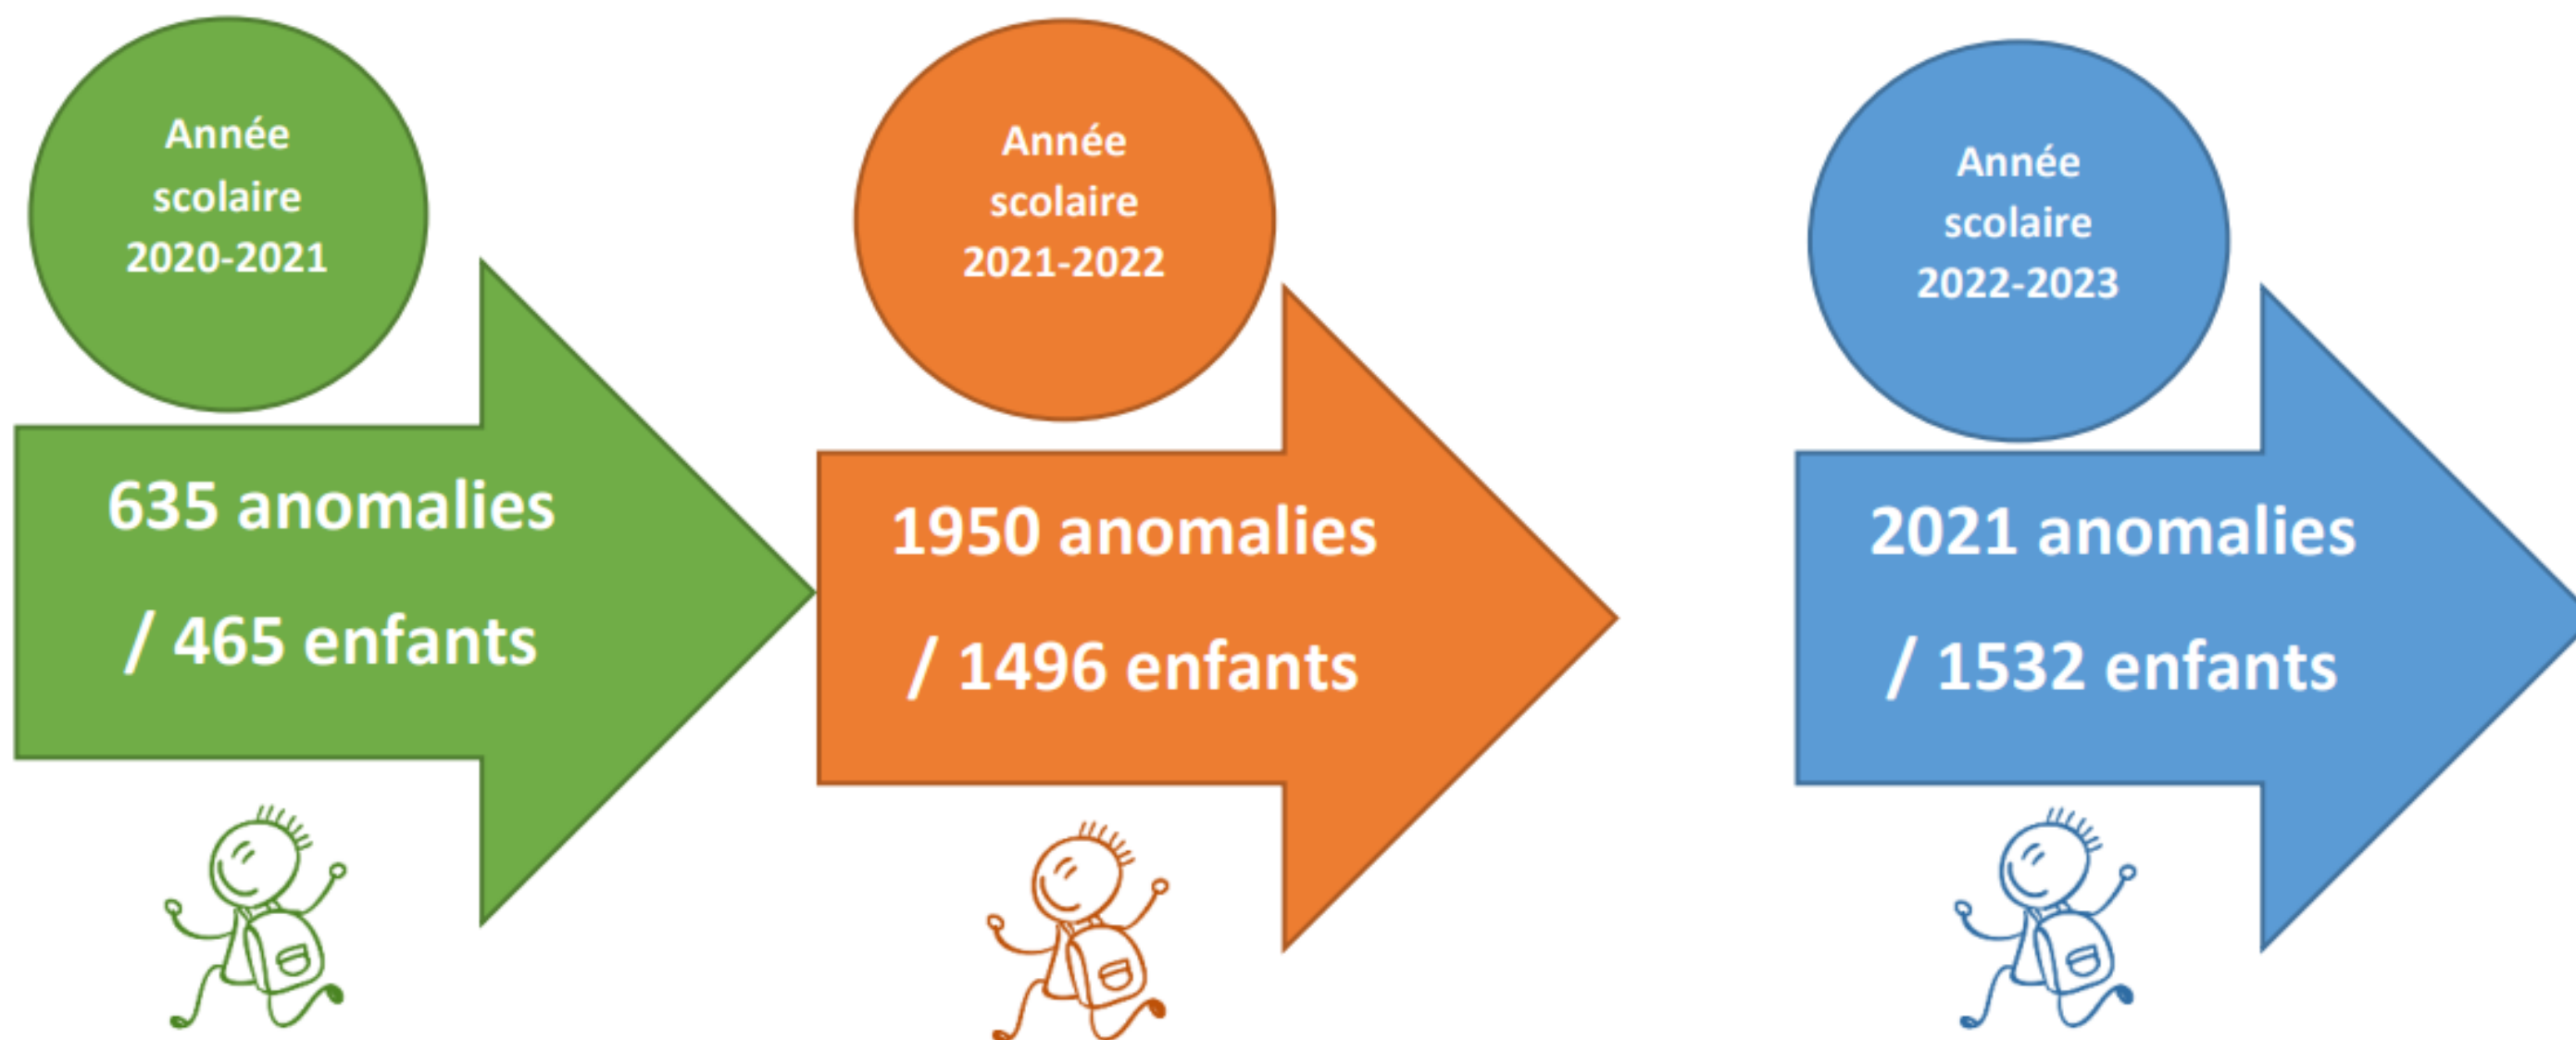 Année
scolaire
2020-2021
635 anomalies
/ 465 enfants
Année
scolaire
2021-2022
1950 anomalies
/ 1496 enfants
Année
scolaire
2022-2023
2021 anomalies
/ 1532 enfants